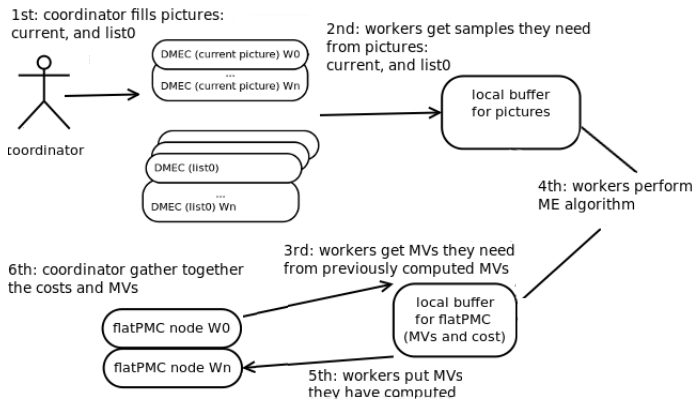 1st: coordinator fills pictures:
current, and list0
2nd: workers get samples they need
from pictures:
current, and list0
DMEC (current picture) W0
...
DMEC (current picture) Wn
local buffer
for pictures
coordinator
DMEC (list0)
...
DMEC (list0) Wn
4th: workers perform
ME algorithm
3rd: workers get MVs they need
from previously computed MVs
6th: coordinator gather together
the costs and MVs
local buffer
for flatPMC
(MVs and cost)
flatPMC node W0
flatPMC node Wn
5th: workers put MVs
they have computed